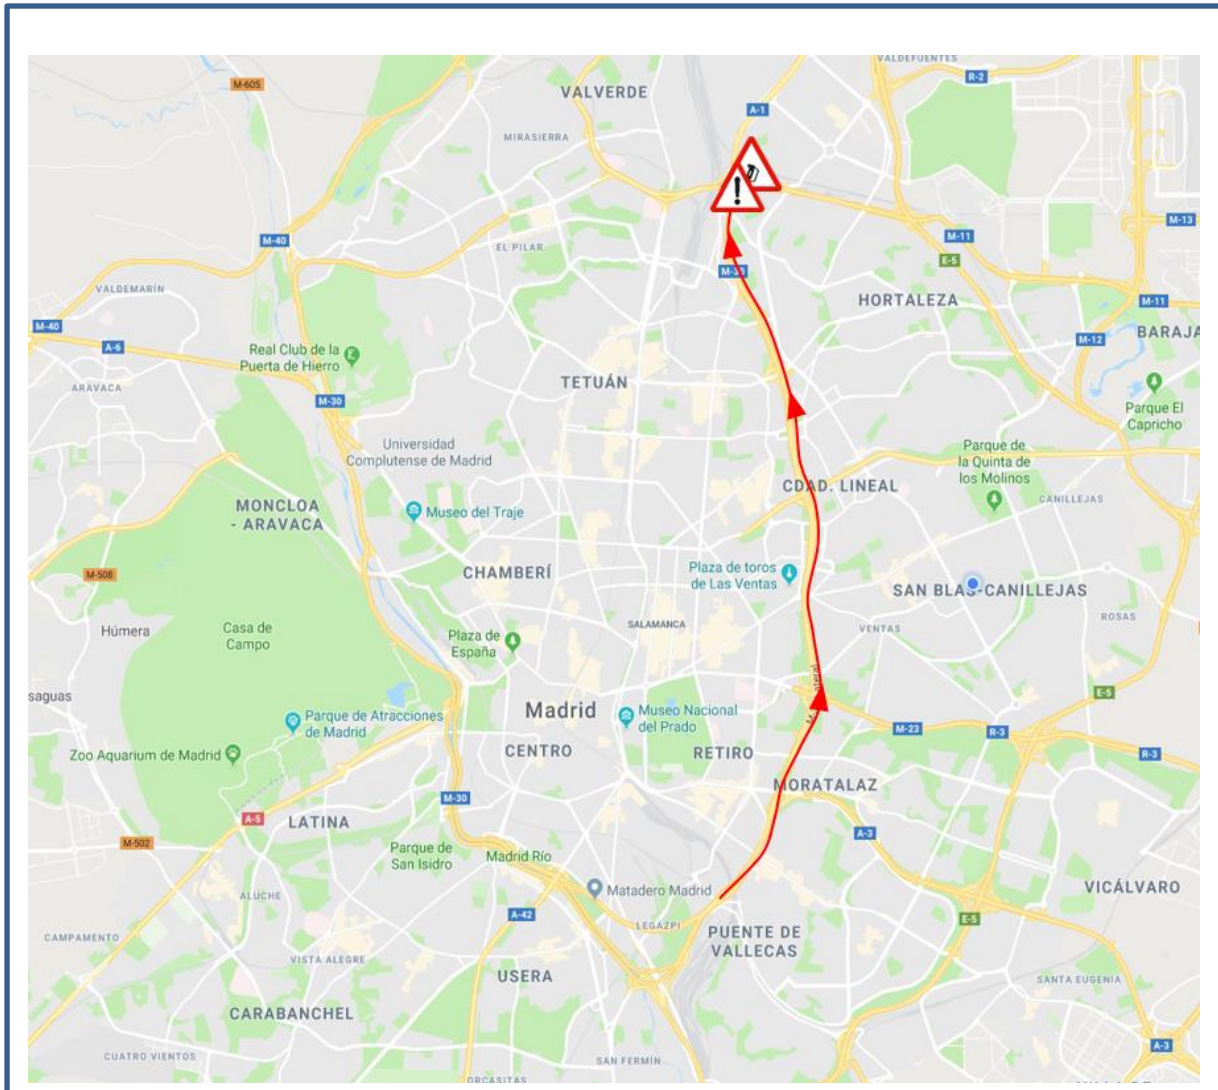 VALDEFUENTES
R-2
M-605
VALVERDE
A-1
MIRASIERRA
M-13
M-40
M-11
EL PILAR
E-5
VALDEMARÍN
HORTALEZA
M-11
M-40
A-6
M-12
BARAJA
Real Club de la
Puerta de Hierro
TETUÁN
ARAVACA
M-30
Parque El
Capricho
Universidad
Complutense de Madrid
Parque de
la Quinta de
los Molinos
CDAD. LINEAL
CANILLEJAS
MONCLOA
- ARAVACA
Museo del Traje
M-508
CHAMBERÍ
Plaza de toros
de Las Ventas
SAN BLAS-CANILLEJAS
Húmera
Casa de
Campo
SALAMANCA
VENTAS
ROSAS
Plaza de
España
saguas
E-5
Madrid
Parque de Atracciones
de Madrid
Museo Nacional
del Prado
M-23
R-3
Zoo Aquarium de Madrid
CENTRO
RETIRO
R-3
MORATALAZ
M-30
A-5
LATINA
M-502
A-3
Parque de
San Isidro
Madrid Río
Matadero Madrid
VICÁLVARO
ALUCHE
A-42
LEGAZPI
E-5
PUENTE DE
VALLECAS
CAMPAMENTO
VISTA ALEGRE
USERA
SANTA EUGENIA
CARABANCHEL
A-3
CUATRO VIENTOS
SAN FERMÍN
ORCASITAS